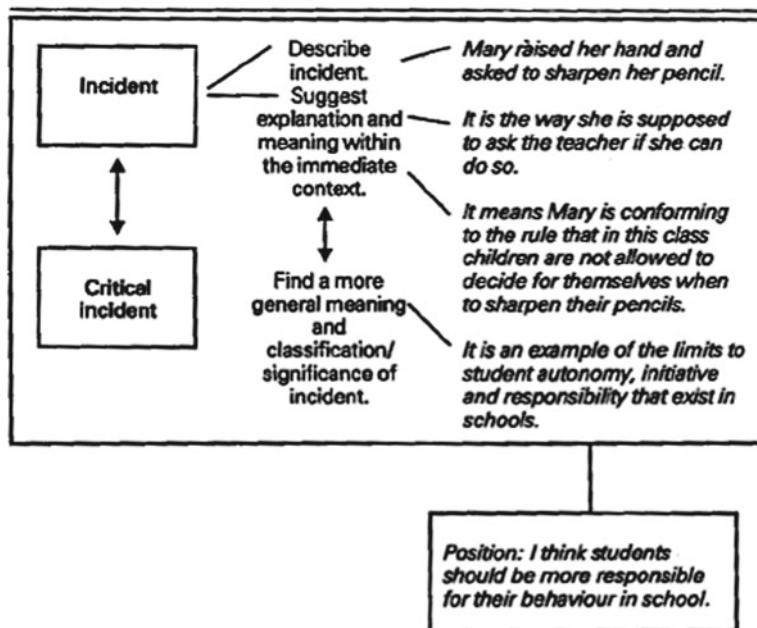 Incident
Critical
incident
Describe
incident.
Suggest
explanation and
meaning within
the immediate
context.
Find a more
general meaning
and
classification/
significance of
incident.
Mary raised her hand and
asked to sharpen her pencil.
It is the way she is supposed
to ask the teacher if she can
do so.
It means Mary is conforming
to the rule that in this class
children are not allowed to
decide for themselves when
to sharpen their pencils.
It is an example of the limits to
student autonomy, initiative
and responsibility that exist in
schools.
Position: I think students
should be more responsible
for their behaviour in school.